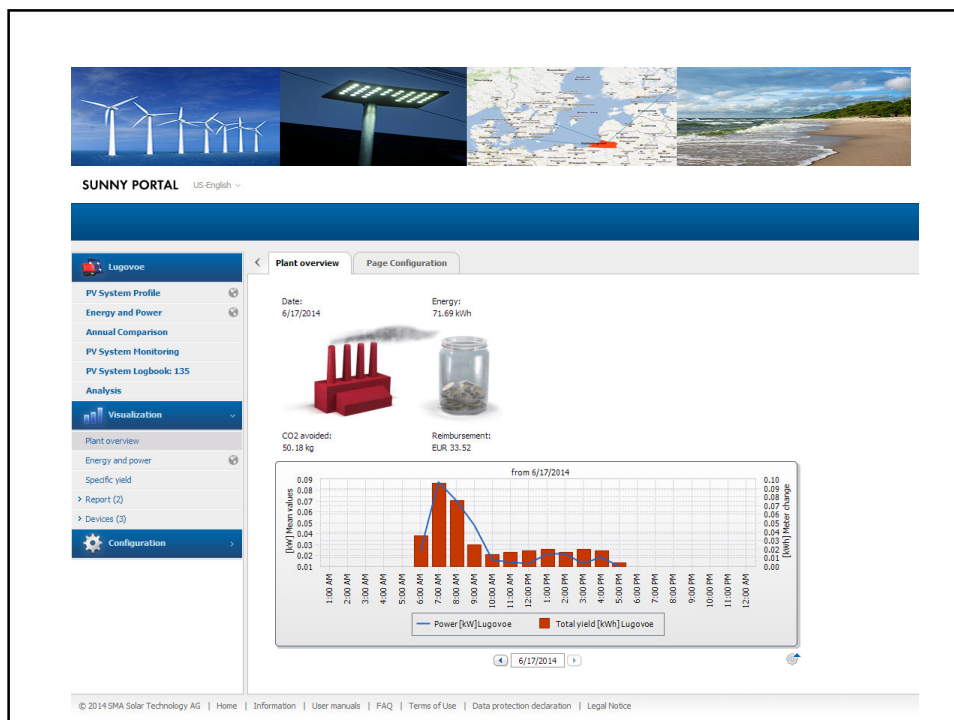 SUNNY PORTAL US-English
Lugovoe
Plant overview Page Configuration
PV System Profile
Energy and Power
Annual Comparison
PV System Monitoring
PV System Logbook: 135
Analysis
Visualization
Plant overview
Energy and power
Specific yield
Report (2)
Devices (3)
Configuration
Date: Energy:
6/17/2014 71.69 kWh
CO2 avoided: Reimbursement:
50.18 kg EUR 33.52
from 6/17/2014
[kW] Mean values
0.09
0.08
0.07
0.06
0.05
0.04
0.03
0.02
0.01
0.10
0.09
0.08
0.07
0.06
0.05
0.04
0.03
0.02
0.01
0.00
[kWh] Meter change
1:00 AM
2:00 AM
3:00 AM
4:00 AM
5:00 AM
6:00 AM
7:00 AM
8:00 AM
9:00 AM
10:00 AM
11:00 AM
12:00 PM
1:00 PM
2:00 PM
3:00 PM
4:00 PM
5:00 PM
6:00 PM
7:00 PM
8:00 PM
9:00 PM
10:00 PM
11:00 PM
12:00 AM
Power [kW] Lugovoe Total yield [kWh] Lugovoe
6/17/2014
© 2014 SMA Solar Technology AG | Home | Information | User manuals | FAQ | Terms of Use | Data protection declaration | Legal Notice